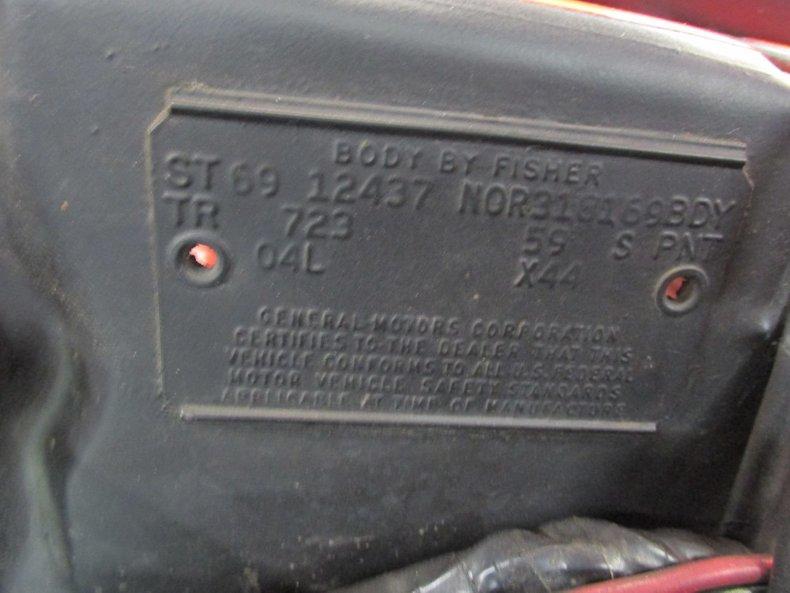 BODY BY FISHER
ST 69 12437 NOR318169BDY
TR 723 59 S PNT
04L X44
GENERAL MOTORS CORPORATION
CERTIFIES TO THE DEALER THAT THIS
VEHICLE CONFORMS TO ALL U.S. FEDERAL
MOTOR VEHICLE SAFETY STANDARDS
APPLICABLE AT TIME OF MANUFACTURE